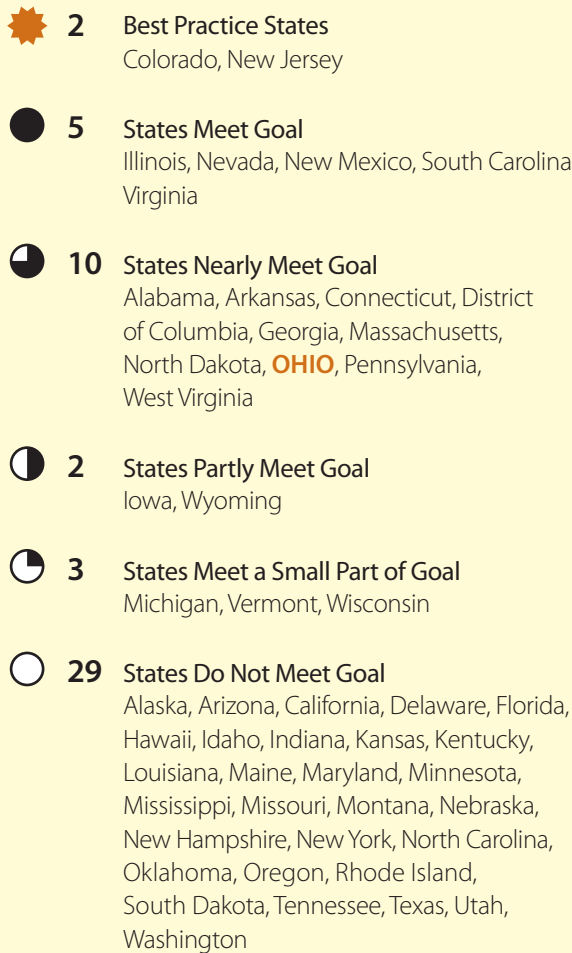 2 Best Practice States
Colorado, New Jersey
5 States Meet Goal
Illinois, Nevada, New Mexico, South Carolina
Virginia
10 States Nearly Meet Goal
Alabama, Arkansas, Connecticut, District
of Columbia, Georgia, Massachusetts,
North Dakota, OHIO, Pennsylvania,
West Virginia
2 States Partly Meet Goal
Iowa, Wyoming
3 States Meet a Small Part of Goal
Michigan, Vermont, Wisconsin
29 States Do Not Meet Goal
Alaska, Arizona, California, Delaware, Florida,
Hawaii, Idaho, Indiana, Kansas, Kentucky,
Louisiana, Maine, Maryland, Minnesota,
Mississippi, Missouri, Montana, Nebraska,
New Hampshire, New York, North Carolina,
Oklahoma, Oregon, Rhode Island,
South Dakota, Tennessee, Texas, Utah,
Washington